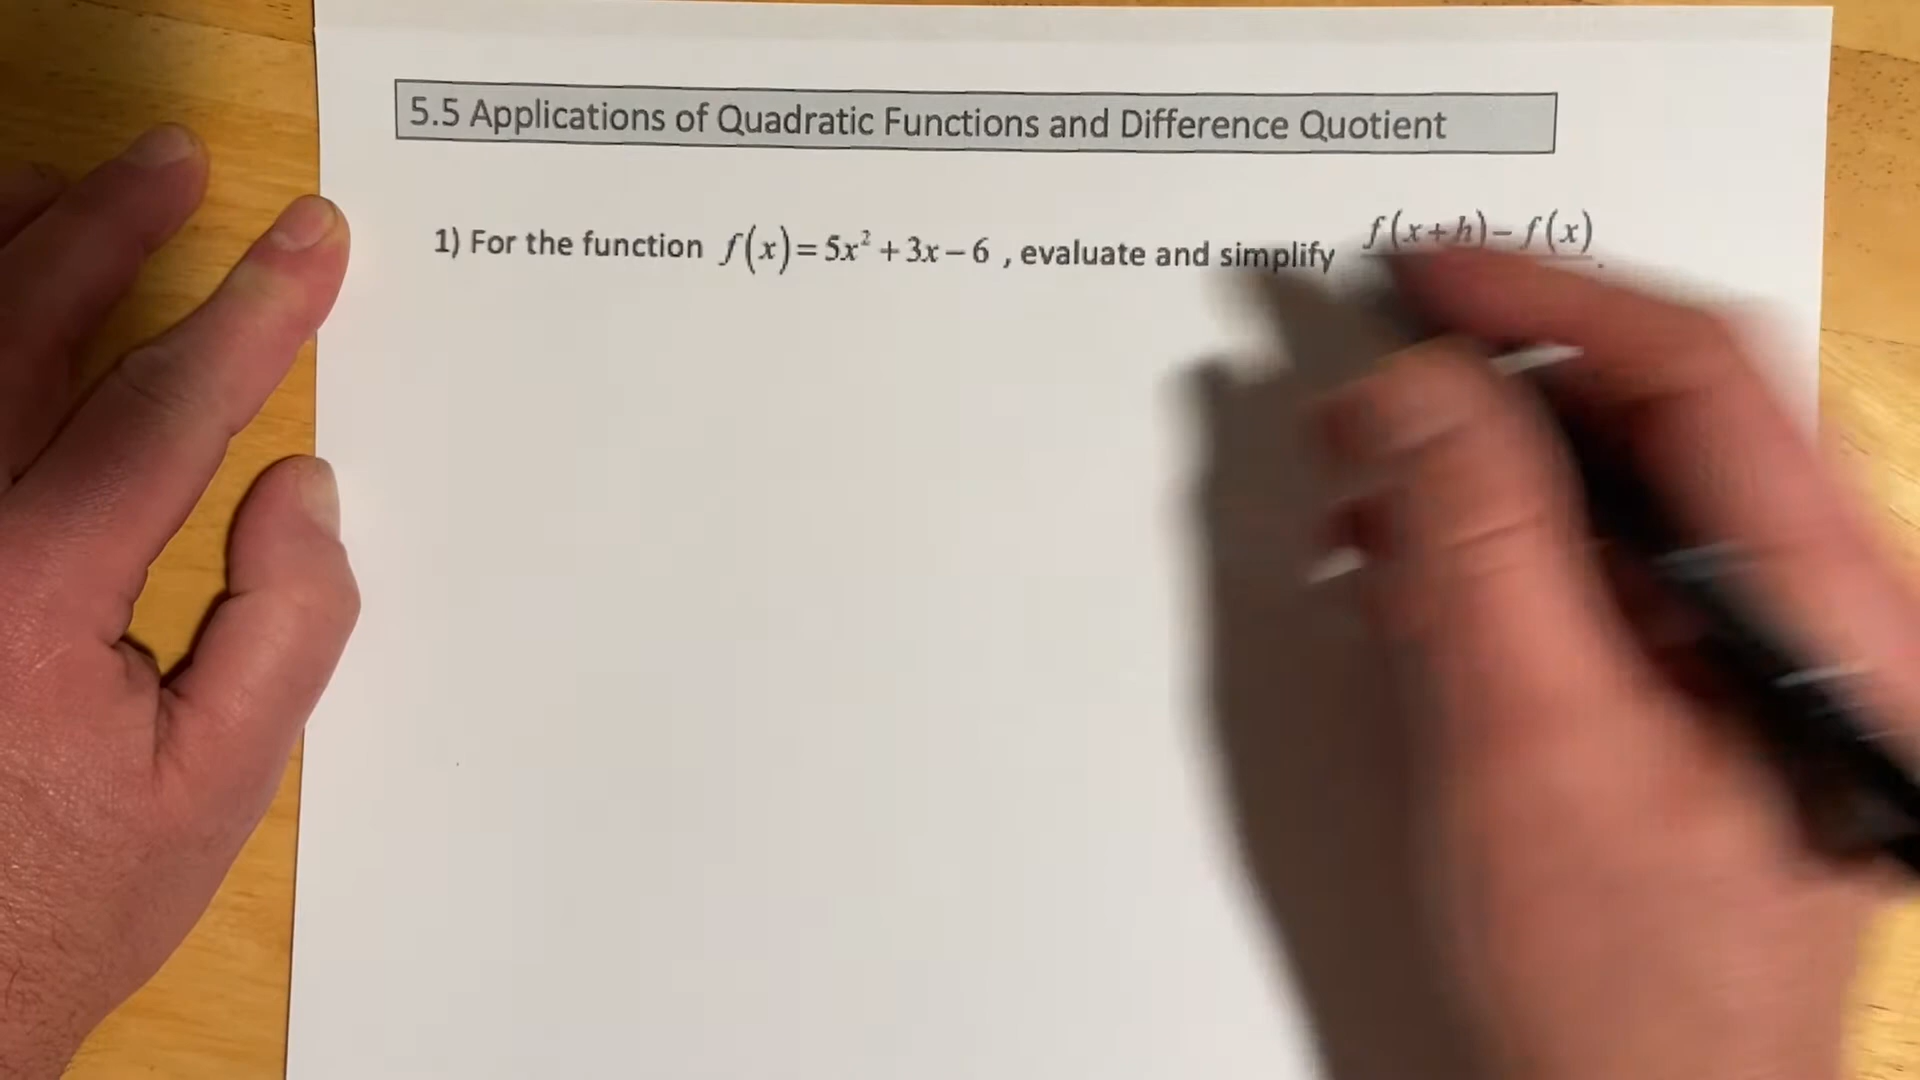 5.5 Applications of Quadratic Functions and Difference Quotient
1) For the function f(x)=5x²+3x−6 , evaluate and simplify f(x+h)−f(x) .